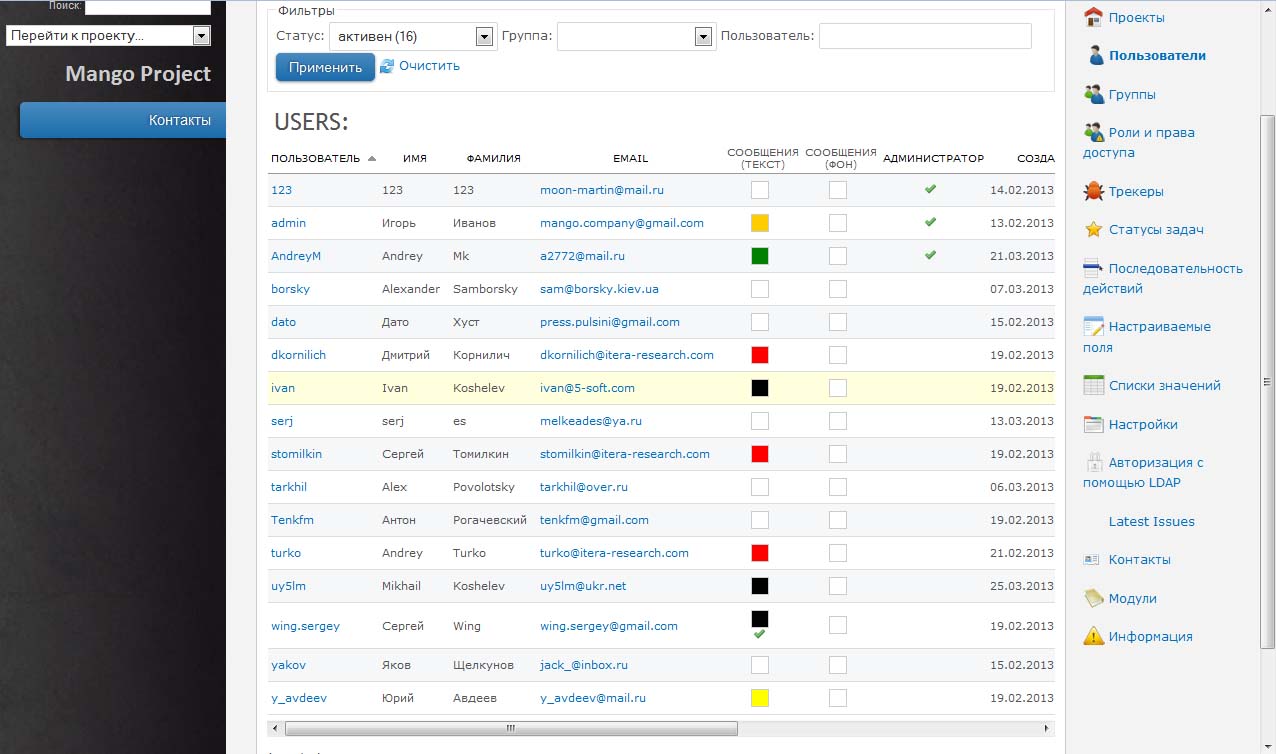 Поиск:
Перейти к проекту...
Mango Project
Контакты
Фильтры
Статус: активен (16) Группа: Пользователь:
Применить Очистить
USERS:
ПОЛЬЗОВАТЕЛЬ ИМЯ ФАМИЛИЯ EMAIL СООБЩЕНИЯ (ТЕКСТ) СООБЩЕНИЯ (ФОН) АДМИНИСТРАТОР СОЗДА
123 123 123 moon-martin@mail.ru 14.02.2013
admin Игорь Иванов mango.company@gmail.com 13.02.2013
AndreyM Andrey Mk a2772@mail.ru 21.03.2013
borsky Alexander Samborsky sam@borsky.kiev.ua 07.03.2013
dato Дато Хуст press.pulsini@gmail.com 15.02.2013
dkornilich Дмитрий Корнилич dkornilich@itera-research.com 19.02.2013
ivan Ivan Koshelev ivan@5-soft.com 19.02.2013
serj serj es melkeades@ya.ru 13.03.2013
stomilkin Сергей Томилкин stomilkin@itera-research.com 19.02.2013
tarkhil Alex Povolotsky tarkhil@over.ru 06.03.2013
Tenkfm Антон Рогачевский tenkfm@gmail.com 19.02.2013
turko Andrey Turko turko@itera-research.com 21.02.2013
uy5lm Mikhail Koshelev uy5lm@ukr.net 25.03.2013
wing.sergey Сергей Wing wing.sergey@gmail.com 19.02.2013
yakov Яков Щелкунов jack_@inbox.ru 15.02.2013
y_avdeev Юрий Авдеев y_avdeev@mail.ru 19.02.2013
Проекты
Пользователи
Группы
Роли и права
доступа
Трекеры
Статусы задач
Последовательность
действий
Настраиваемые
поля
Списки значений
Настройки
Авторизация с
помощью LDAP
Latest Issues
Контакты
Модули
Информация